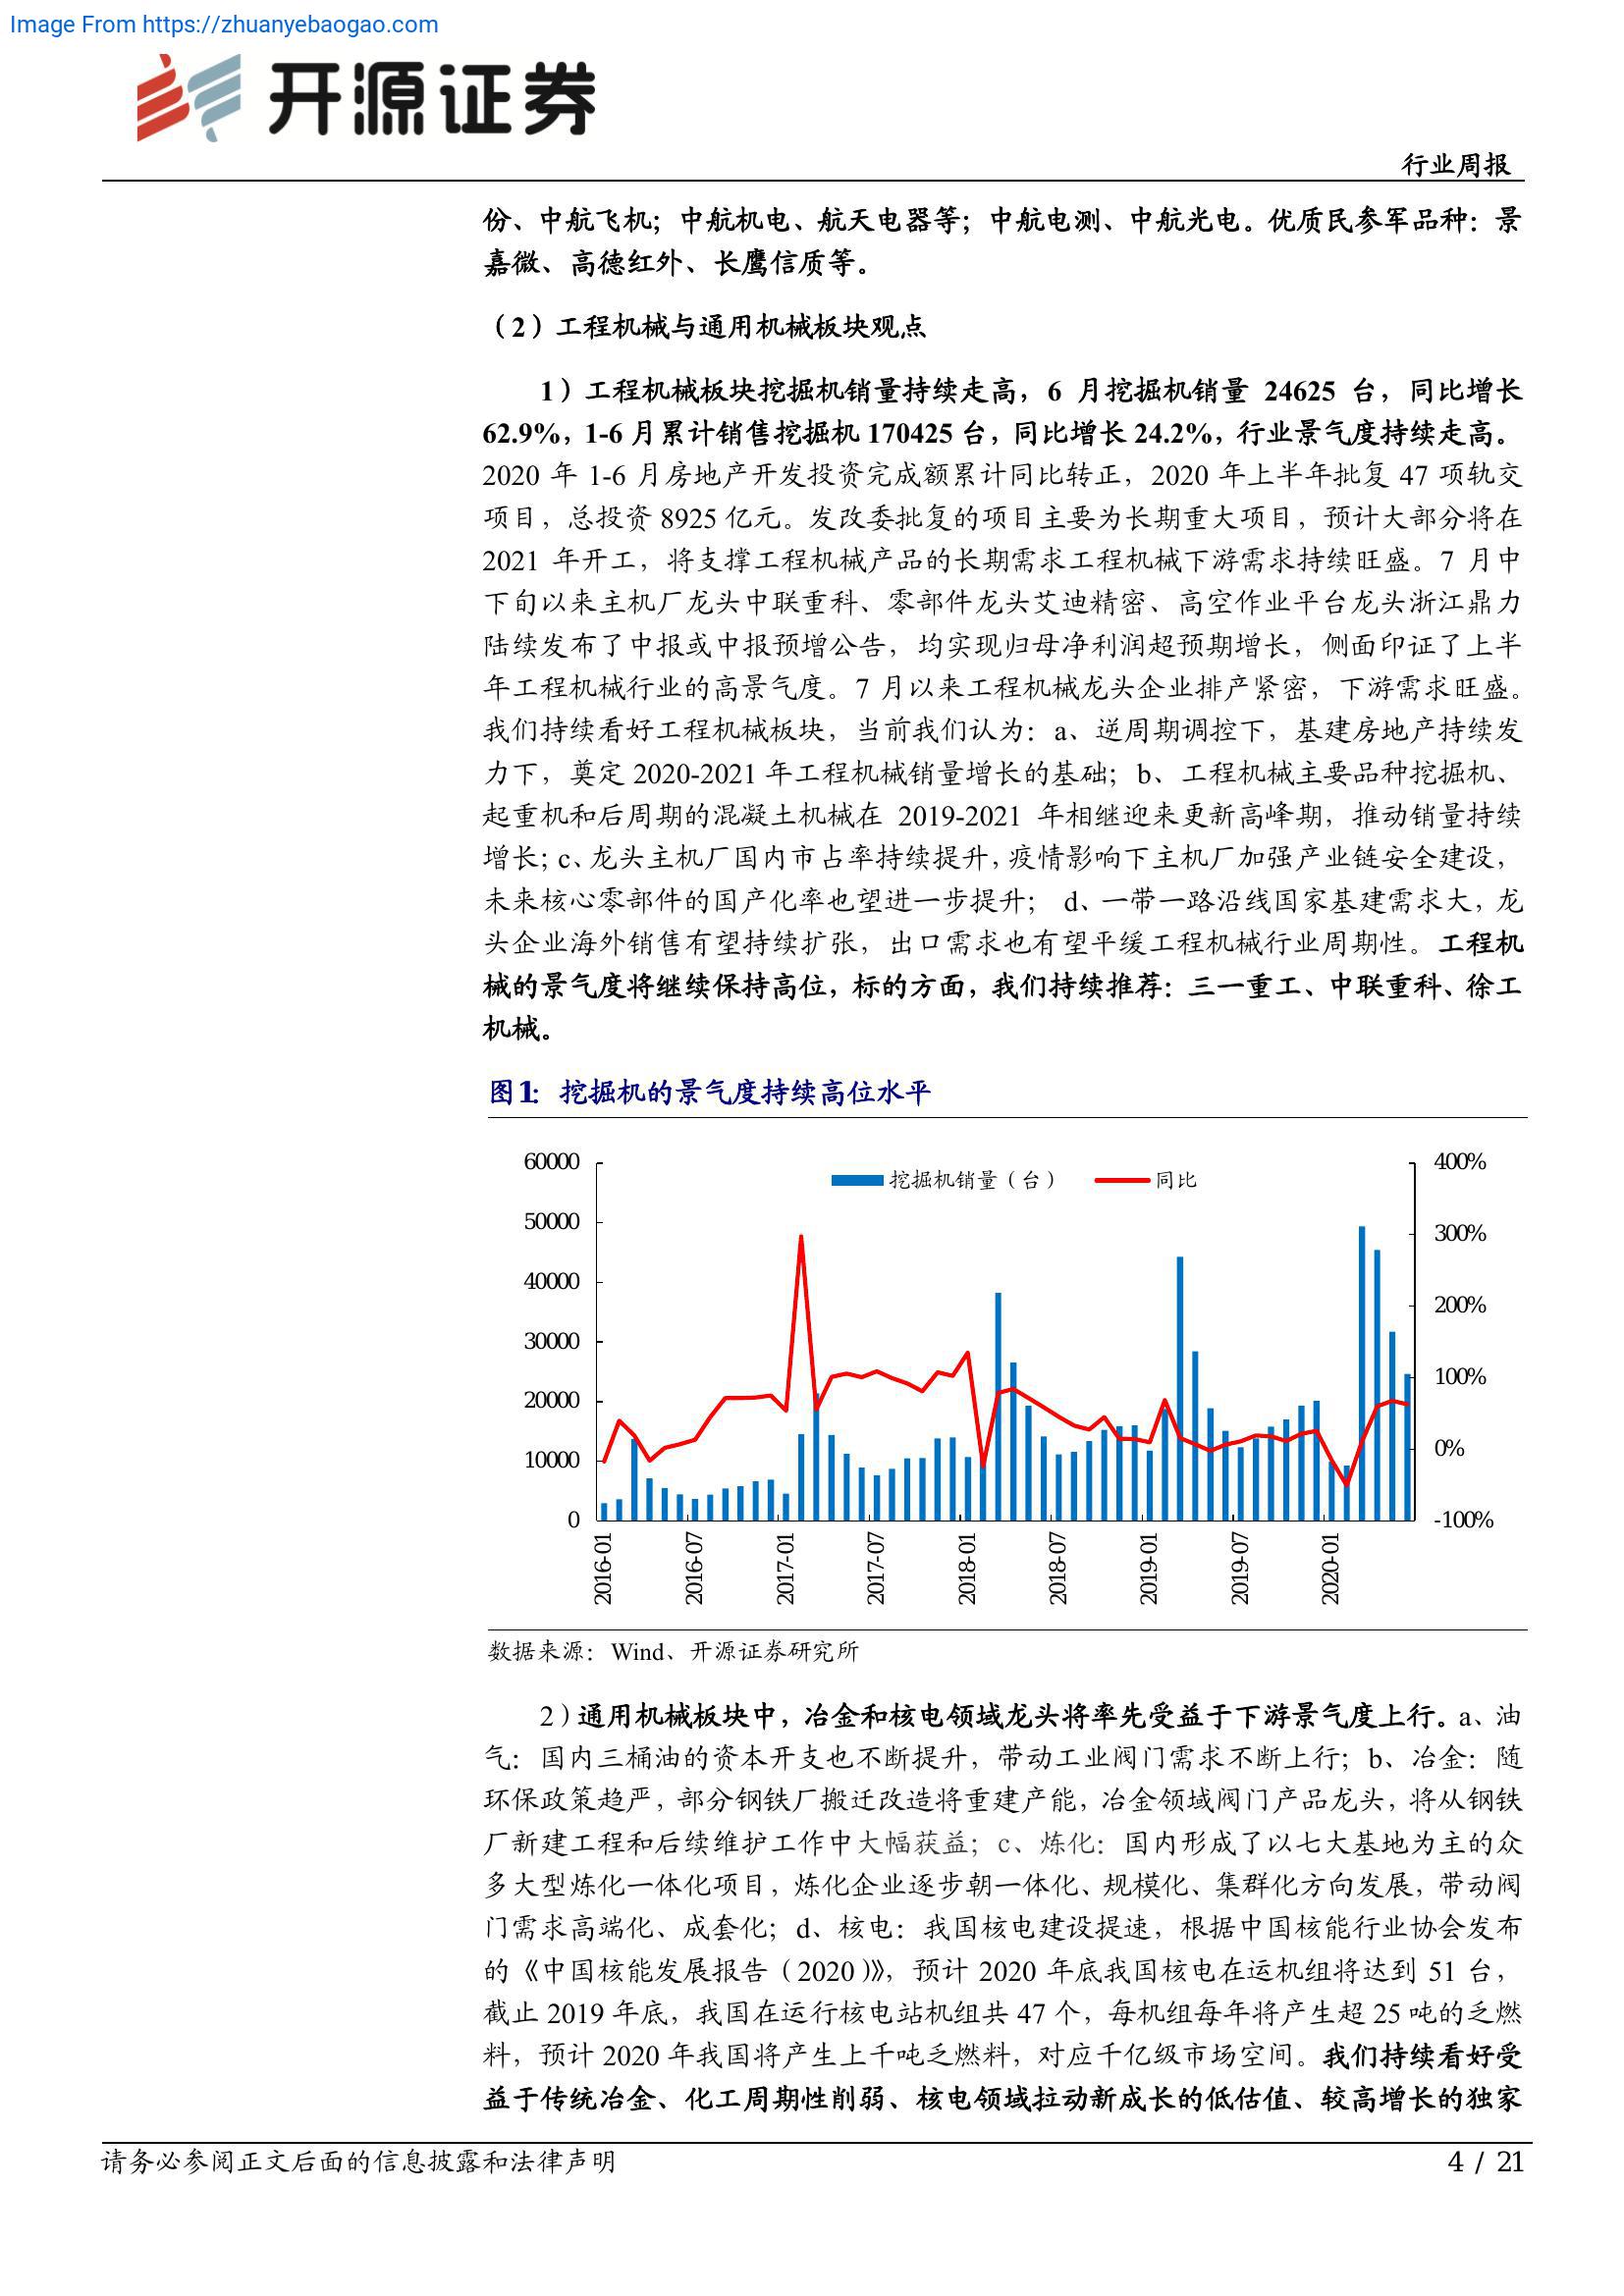 Image From https://zhuanyebaogao.com
开源证券
行业周报
份、中航飞机；中航机电、航天电器等；中航电测、中航光电。优质民参军品种：景
嘉微、高德红外、长鹰信质等。
（2）工程机械与通用机械板块观点
1）工程机械板块挖掘机销量持续走高，6 月挖掘机销量 24625 台，同比增长
62.9%，1-6 月累计销售挖掘机 170425 台，同比增长 24.2%，行业景气度持续走高。
2020 年 1-6 月房地产开发投资完成额累计同比转正，2020 年上半年批复 47 项轨交
项目，总投资 8925 亿元。发改委批复的项目主要为长期重大项目，预计大部分将在
2021 年开工，将支撑工程机械产品的长期需求工程机械下游需求持续旺盛。7 月中
下旬以来主机厂龙头中联重科、零部件龙头艾迪精密、高空作业平台龙头浙江鼎力
陆续发布了中报或中报预增公告，均实现归母净利润超预期增长，侧面印证了上半
年工程机械行业的高景气度。7 月以来工程机械龙头企业排产紧密，下游需求旺盛。
我们持续看好工程机械板块，当前我们认为：a、逆周期调控下，基建房地产持续发
力下，奠定 2020-2021 年工程机械销量增长的基础；b、工程机械主要品种挖掘机、
起重机和后周期的混凝土机械在 2019-2021 年相继迎来更新高峰期，推动销量持续
增长；c、龙头主机厂国内市占率持续提升，疫情影响下主机厂加强产业链安全建设，
未来核心零部件的国产化率也望进一步提升； d、一带一路沿线国家基建需求大，龙
头企业海外销售有望持续扩张，出口需求也有望平缓工程机械行业周期性。工程机
械的景气度将继续保持高位，标的方面，我们持续推荐：三一重工、中联重科、徐工
机械。
图1：挖掘机的景气度持续高位水平
挖掘机销量（台） 同比
60000 400%
50000 300%
40000 200%
30000 100%
20000 0%
10000 -100%
0
2016-01 2016-07 2017-01 2017-07 2018-01 2018-07 2019-01 2019-07 2020-01
数据来源：Wind、开源证券研究所
2）通用机械板块中，冶金和核电领域龙头将率先受益于下游景气度上行。a、油
气：国内三桶油的资本开支也不断提升，带动工业阀门需求不断上行；b、冶金：随
环保政策趋严，部分钢铁厂搬迁改造将重建产能，冶金领域阀门产品龙头，将从钢铁
厂新建工程和后续维护工作中大幅获益；c、炼化：国内形成了以七大基地为主的众
多大型炼化一体化项目，炼化企业逐步朝一体化、规模化、集群化方向发展，带动阀
门需求高端化、成套化；d、核电：我国核电建设提速，根据中国核能行业协会发布
的《中国核能发展报告（2020）》，预计 2020 年底我国核电在运机组将达到 51 台，
截止 2019 年底，我国在运行核电站机组共 47 个，每机组每年将产生超 25 吨的乏燃
料，预计 2020 年我国将产生上千吨乏燃料，对应千亿级市场空间。我们持续看好受
益于传统冶金、化工周期性削弱、核电领域拉动新成长的低估值、较高增长的独家
请务必参阅正文后面的信息披露和法律声明
4 / 21